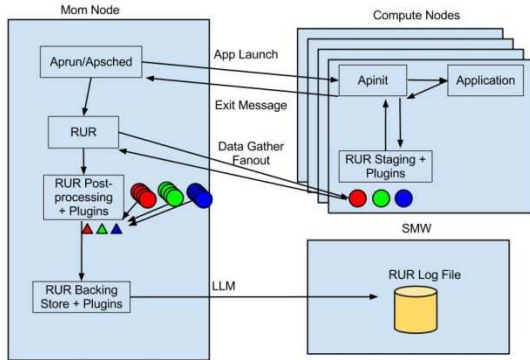 Mom Node
Compute Nodes
Aprun/Apsched
App Launch
Apinit
Application
Exit Message
RUR
Data Gather
Fanout
RUR Staging +
Plugins
RUR Post-
processing
+ Plugins
SMW
RUR Log File
RUR Backing
Store + Plugins
LLM